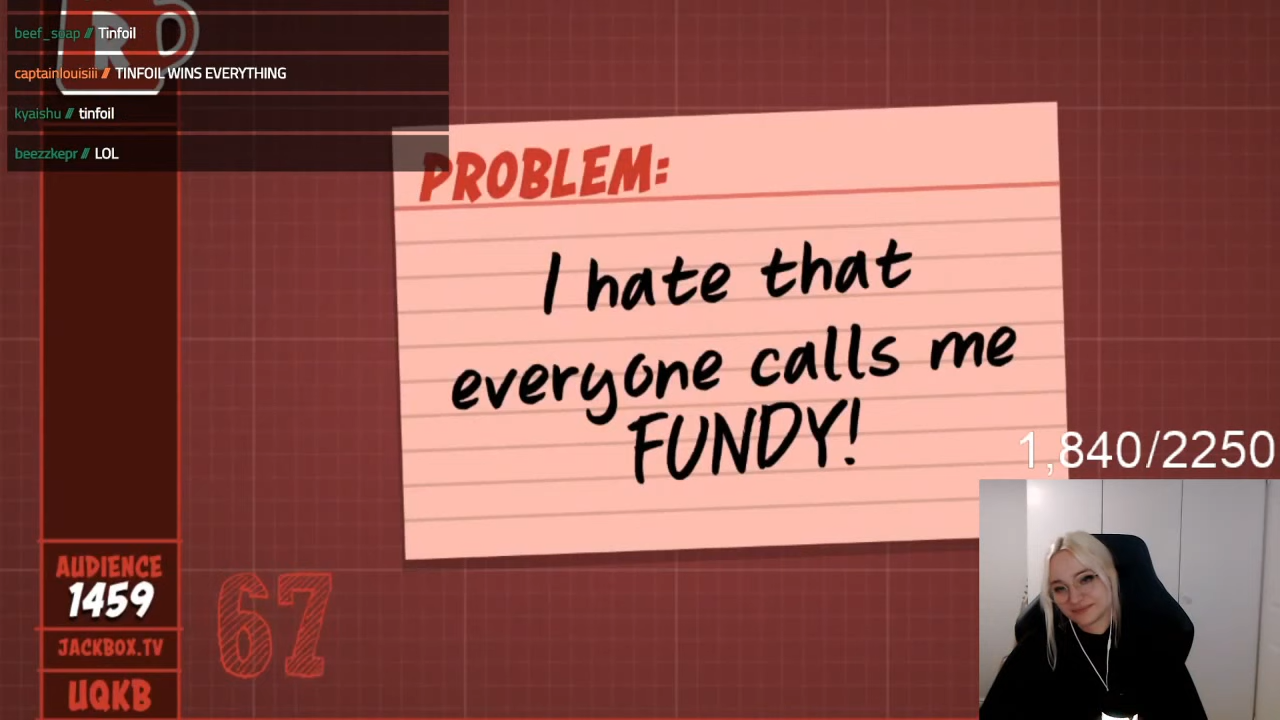 beef_soap // Tinfoil
captainlouisiii // TINFOIL WINS EVERYTHING
kyaishu // tinfoil
beezzkepr // LOL
PROBLEM:
I hate that
everyone calls me
FUNDY!
1,840/2250
AUDIENCE
1459
JACKBOX.TV
UQKB
67